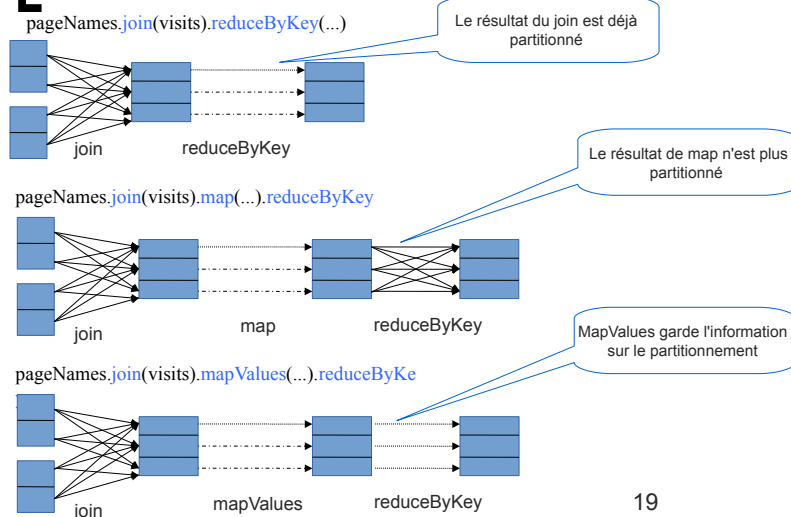 pageNames.join(visits).reduceByKey(...)
Le résultat du join est déjà
partitionné
join
reduceByKey
Le résultat de map n'est plus
partitionné
pageNames.join(visits).map(...).reduceByKey
join
map
reduceByKey
MapValues garde l'information
sur le partitionnement
pageNames.join(visits).mapValues(...).reduceByKe
join
mapValues
reduceByKey
19